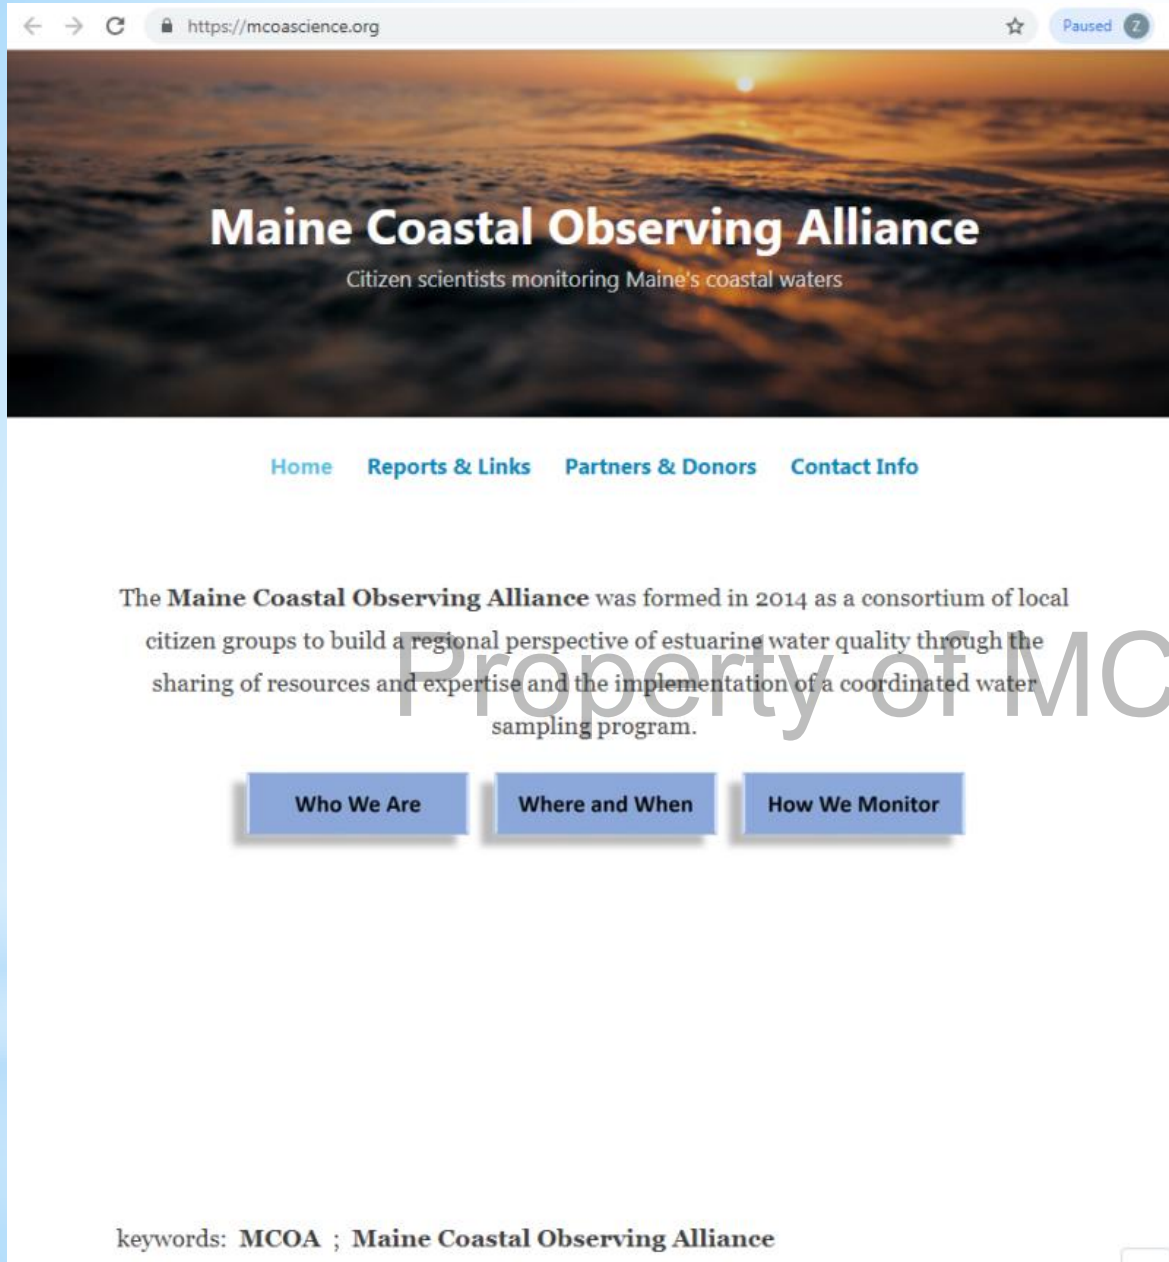 https://mcoascience.org
Paused Z
Maine Coastal Observing Alliance
Citizen scientists monitoring Maine's coastal waters
Home Reports & Links Partners & Donors Contact Info
The Maine Coastal Observing Alliance was formed in 2014 as a consortium of local
citizen groups to build a regional perspective of estuarine water quality through the
sharing of resources and expertise and the implementation of a coordinated water
sampling program.
Property of MC
Who We Are Where and When How We Monitor
keywords: MCOA ; Maine Coastal Observing Alliance